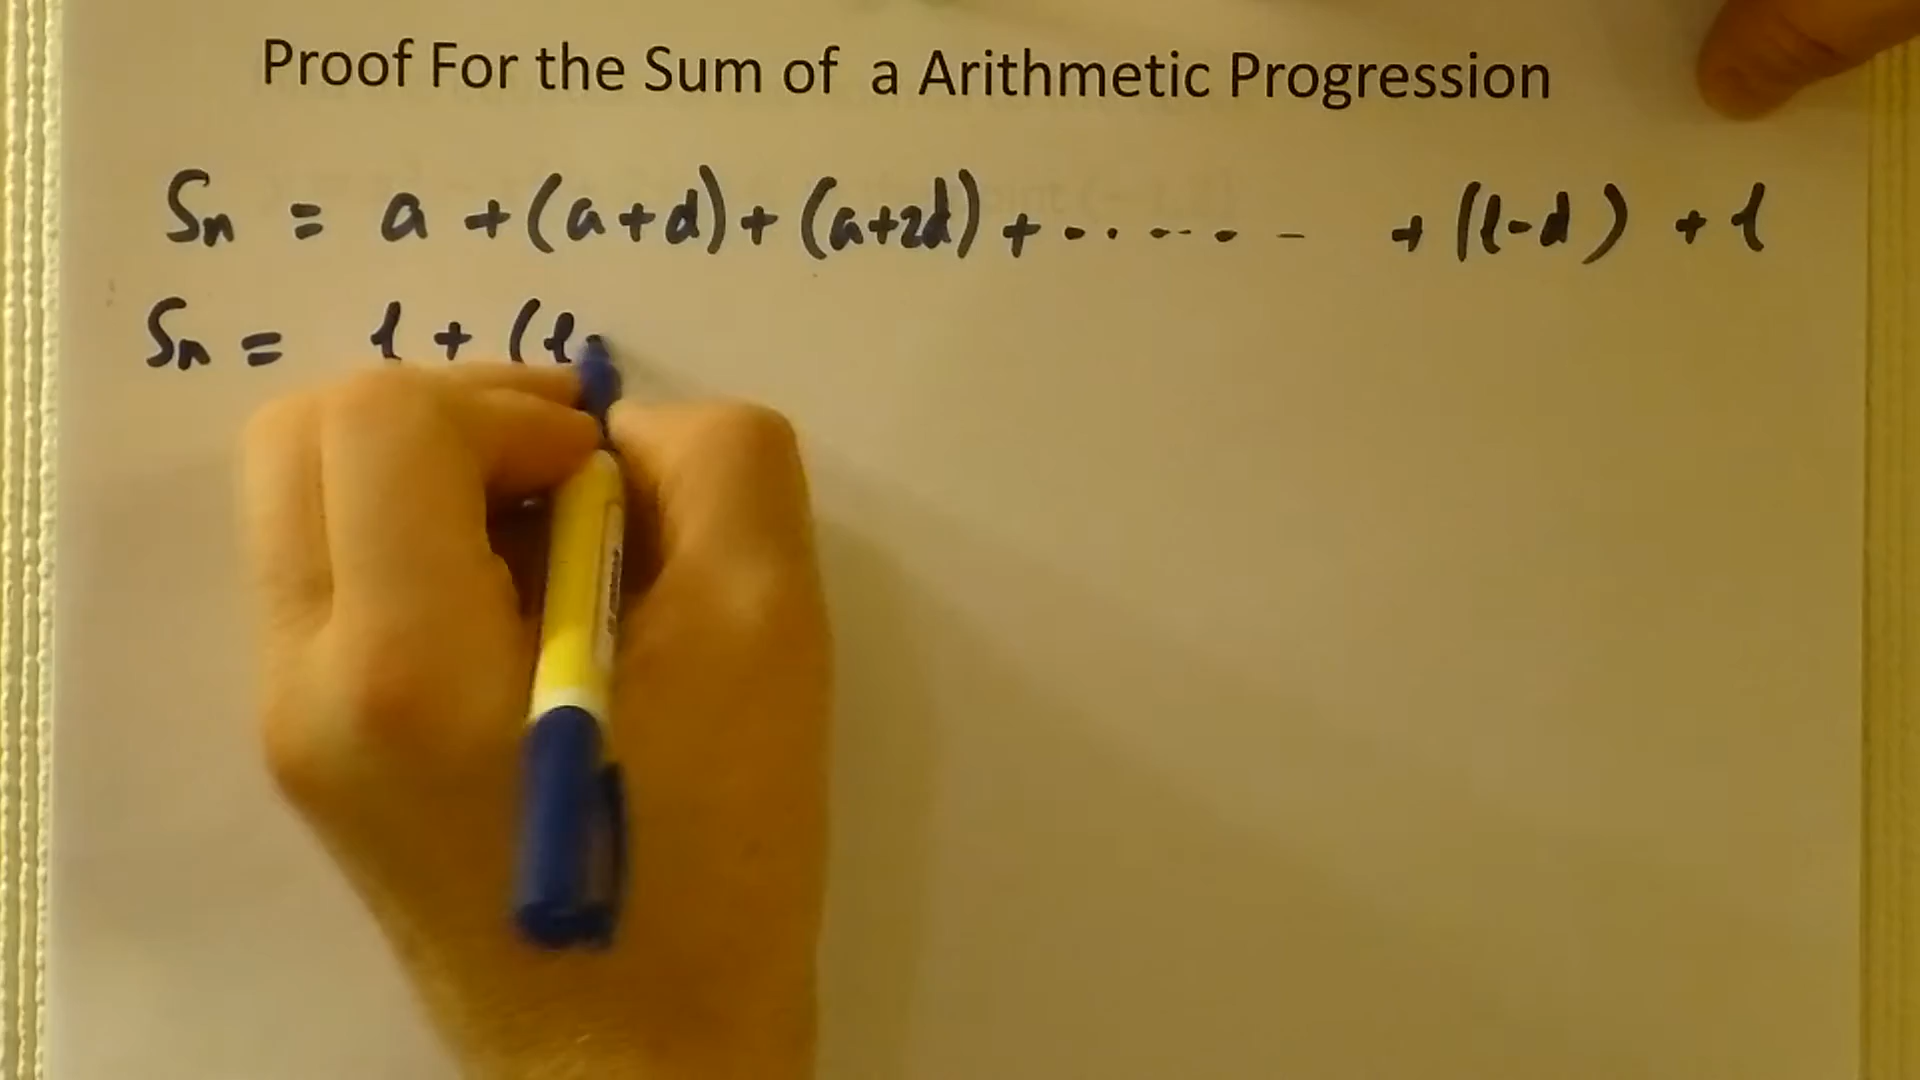 Proof For the Sum of a Arithmetic Progression
Sn = a + (a+d) + (a+2d) + ....... + (l-d) + l
Sn = l + (l-